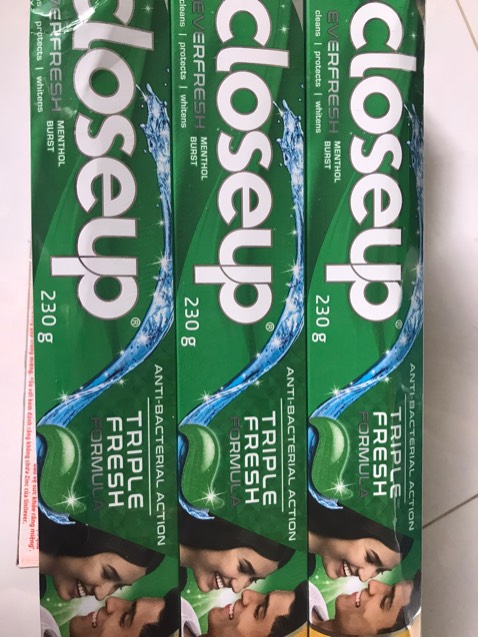 closeup®
EVERFRESH
MENTHOL
BURST
protects | whitens
230 g
ANTI-BACTERIAL ACTION
TRIPLE
FRESH
FORMULA
closeup®
EVERFRESH
MENTHOL
BURST
cleans | protects | whitens
230 g
ANTI-BACTERIAL ACTION
TRIPLE
FRESH
FORMULA
closeup®
EVERFRESH
MENTHOL
BURST
cleans | protects | whitens
230 g
ANTI-BACTERIAL ACTION
TRIPLE
FRESH
FORMULA